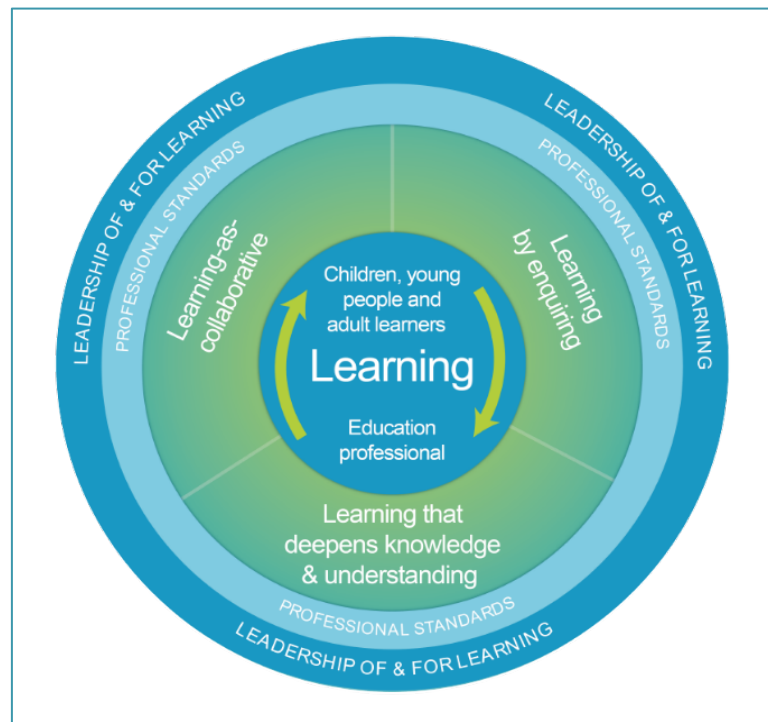 LEADERSHIP OF & FOR LEARNING
LEADERSHIP OF & FOR LEARNING
PROFESSIONAL STANDARDS
PROFESSIONAL STANDARDS
Learning-as-
collaborative
Learning
by enquiring
Children, young
people and
adult learners
Learning
Education
professional
Learning that
deepens knowledge
& understanding
PROFESSIONAL STANDARDS
LEADERSHIP OF & FOR LEARNING